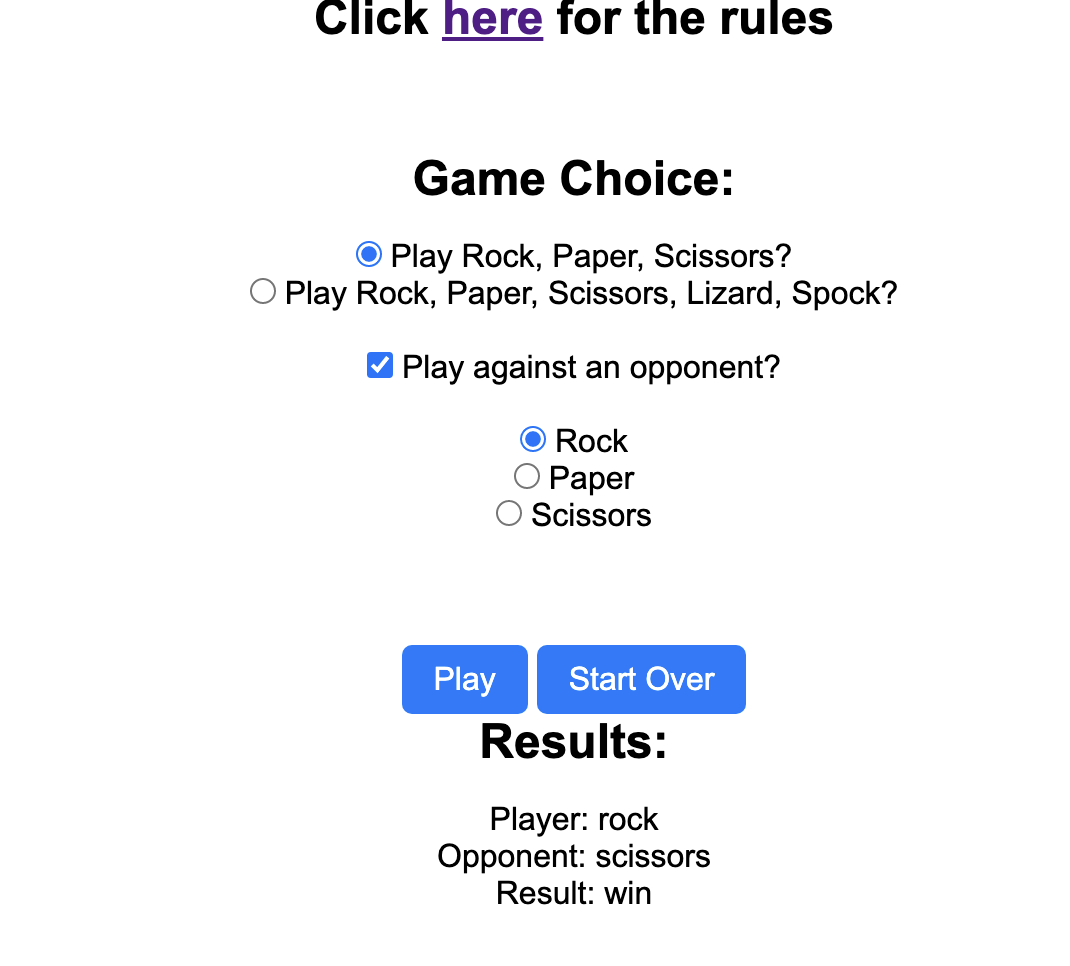 Click here for the rules
Game Choice:
Play Rock, Paper, Scissors?
Play Rock, Paper, Scissors, Lizard, Spock?
Play against an opponent?
Rock
Paper
Scissors
Play Start Over
Results:
Player: rock
Opponent: scissors
Result: win